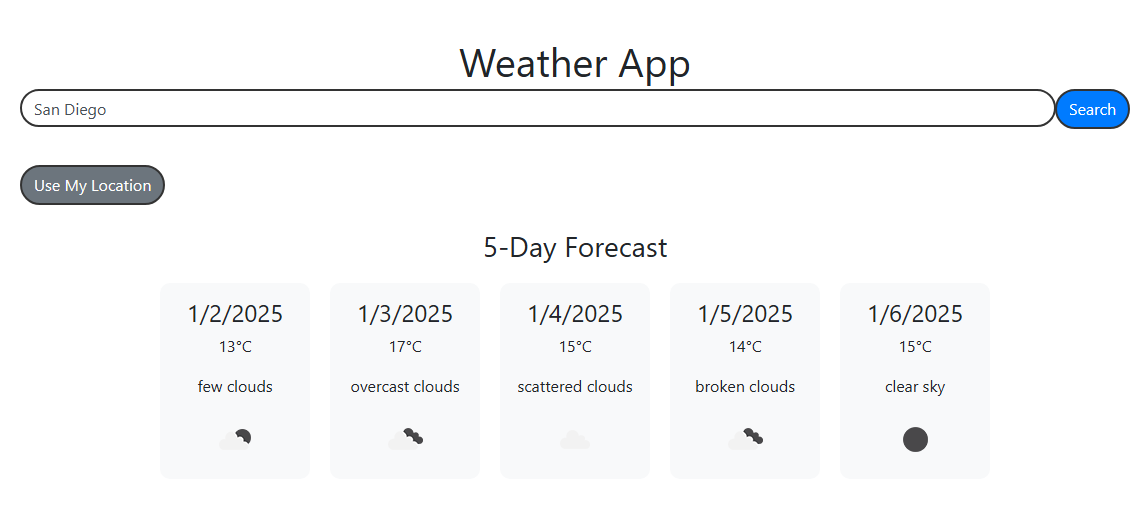 Weather App
San Diego
Search
Use My Location
5-Day Forecast
1/2/2025 1/3/2025 1/4/2025 1/5/2025 1/6/2025
13°C 17°C 15°C 14°C 15°C
few clouds overcast clouds scattered clouds broken clouds clear sky